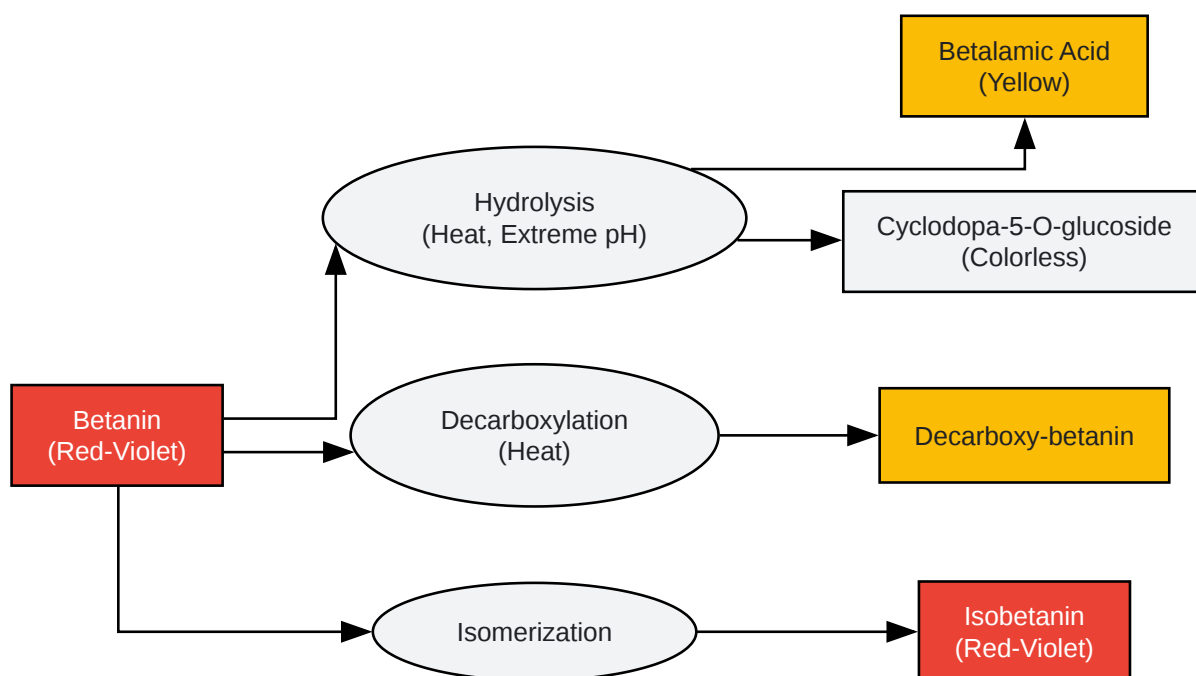 Betalamic Acid
(Yellow)
Hydrolysis
(Heat, Extreme pH)
Cyclodopa-5-O-glucoside
(Colorless)
Betanin
(Red-Violet)
Decarboxylation
(Heat)
Decarboxy-betanin
Isomerization
Isobetanin
(Red-Violet)